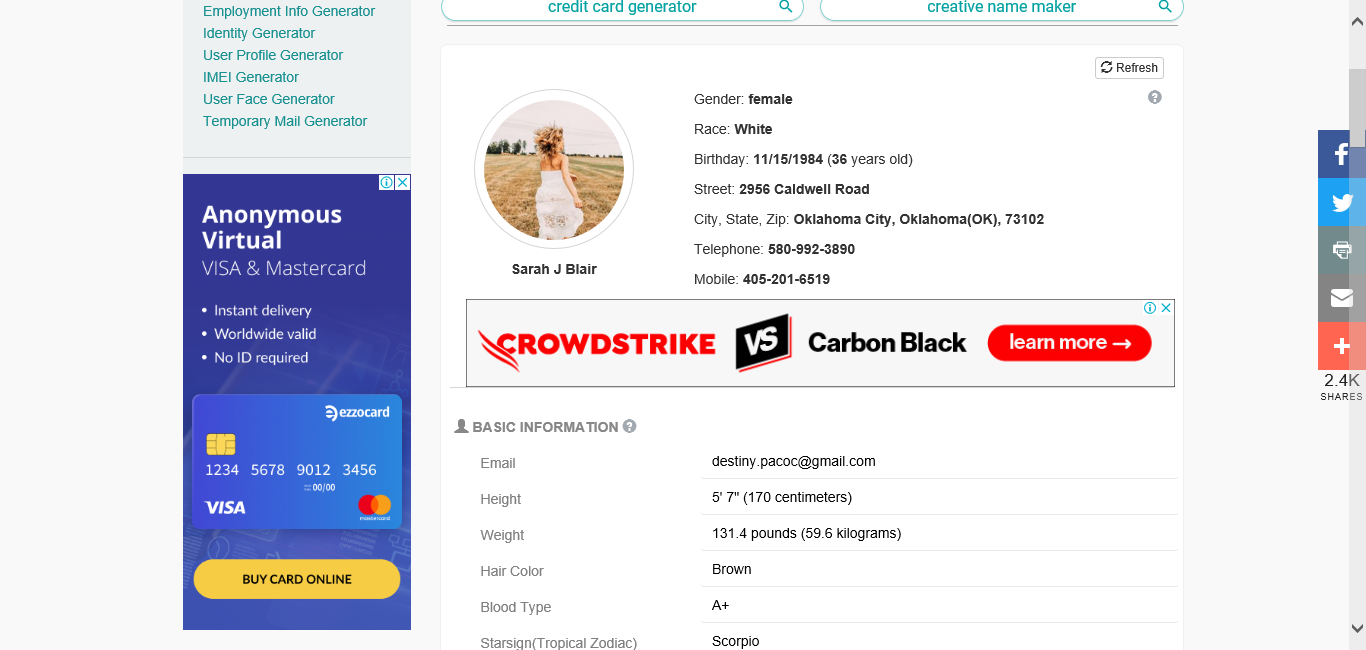 Employment Info Generator
Identity Generator
User Profile Generator
IMEI Generator
User Face Generator
Temporary Mail Generator
Anonymous
Virtual
VISA & Mastercard
• Instant delivery
• Worldwide valid
• No ID required
ezzocard
1234 5678 9012 3456
00/00
VISA
mastercard
BUY CARD ONLINE
credit card generator
creative name maker
Refresh
Sarah J Blair
Gender: female
Race: White
Birthday: 11/15/1984 (36 years old)
Street: 2956 Caldwell Road
City, State, Zip: Oklahoma City, Oklahoma(OK), 73102
Telephone: 580-992-3890
Mobile: 405-201-6519
CROWDSTRIKE VS Carbon Black learn more →
BASIC INFORMATION
Email destiny.pacoc@gmail.com
Height 5' 7" (170 centimeters)
Weight 131.4 pounds (59.6 kilograms)
Hair Color Brown
Blood Type A+
Starsign(Tropical Zodiac) Scorpio
2.4K
SHARES